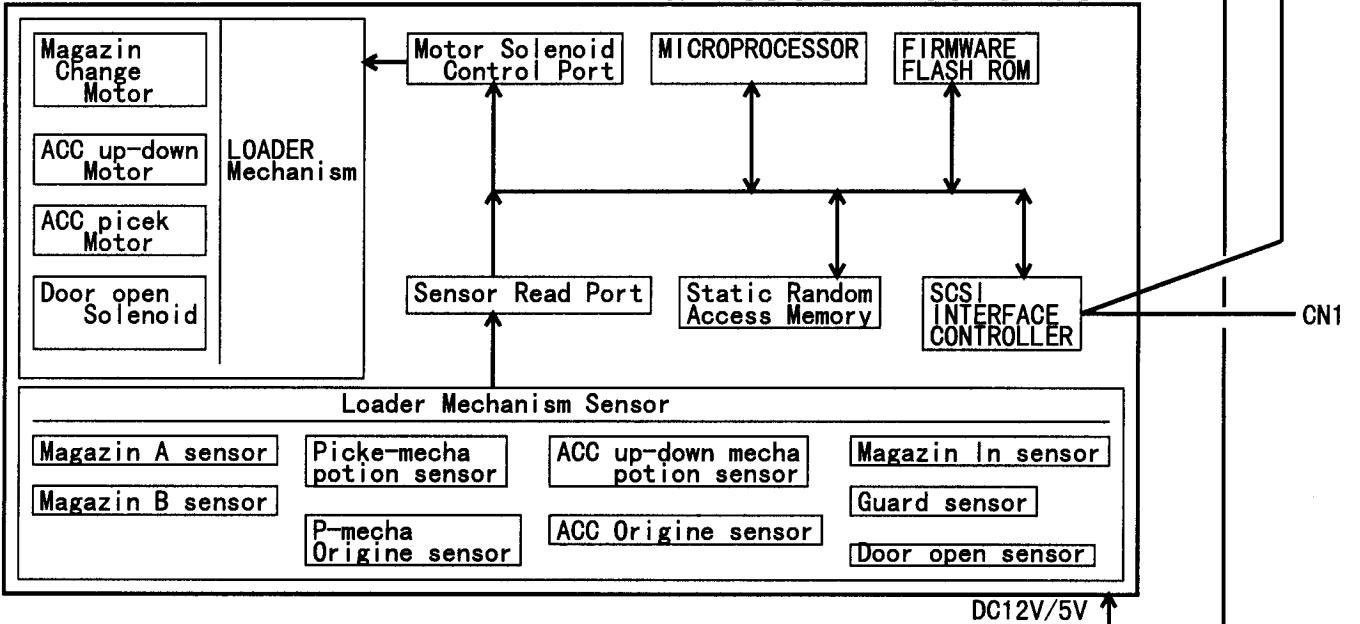 Magazin
Change
Motor
ACC up-down
Motor
ACC picek
Motor
Door open
Solenoid
LOADER
Mechanism
Motor Solenoid
Control Port
MICROPROCESSOR
FIRMWARE
FLASH ROM
Sensor Read Port
Static Random
Access Memory
SCSI
INTERFACE
CONTROLLER
CN1
Loader Mechanism Sensor
Magazin A sensor
Magazin B sensor
Picke-mecha
potion sensor
P-mecha
Origine sensor
ACC up-down mecha
potion sensor
ACC Origine sensor
Magazin In sensor
Guard sensor
Door open sensor
DC12V/5V